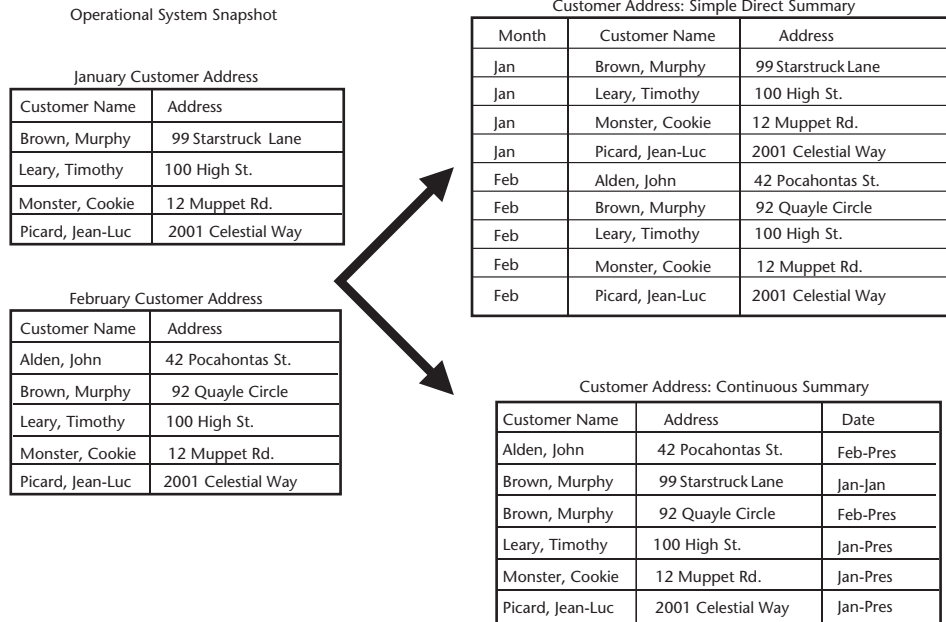 Operational System Snapshot
January Customer Address
Customer Name Address
Brown, Murphy 99 Starstruck Lane
Leary, Timothy 100 High St.
Monster, Cookie 12 Muppet Rd.
Picard, Jean-Luc 2001 Celestial Way
February Customer Address
Customer Name Address
Alden, John 42 Pocahontas St.
Brown, Murphy 92 Quayle Circle
Leary, Timothy 100 High St.
Monster, Cookie 12 Muppet Rd.
Picard, Jean-Luc 2001 Celestial Way
Customer Address: Simple Direct Summary
Month Customer Name Address
Jan Brown, Murphy 99 Starstruck Lane
Jan Leary, Timothy 100 High St.
Jan Monster, Cookie 12 Muppet Rd.
Jan Picard, Jean-Luc 2001 Celestial Way
Feb Alden, John 42 Pocahontas St.
Feb Brown, Murphy 92 Quayle Circle
Feb Leary, Timothy 100 High St.
Feb Monster, Cookie 12 Muppet Rd.
Feb Picard, Jean-Luc 2001 Celestial Way
Customer Address: Continuous Summary
Customer Name Address Date
Alden, John 42 Pocahontas St. Feb-Pres
Brown, Murphy 99 Starstruck Lane Jan-Jan
Brown, Murphy 92 Quayle Circle Feb-Pres
Leary, Timothy 100 High St. Jan-Pres
Monster, Cookie 12 Muppet Rd. Jan-Pres
Picard, Jean-Luc 2001 Celestial Way Jan-Pres